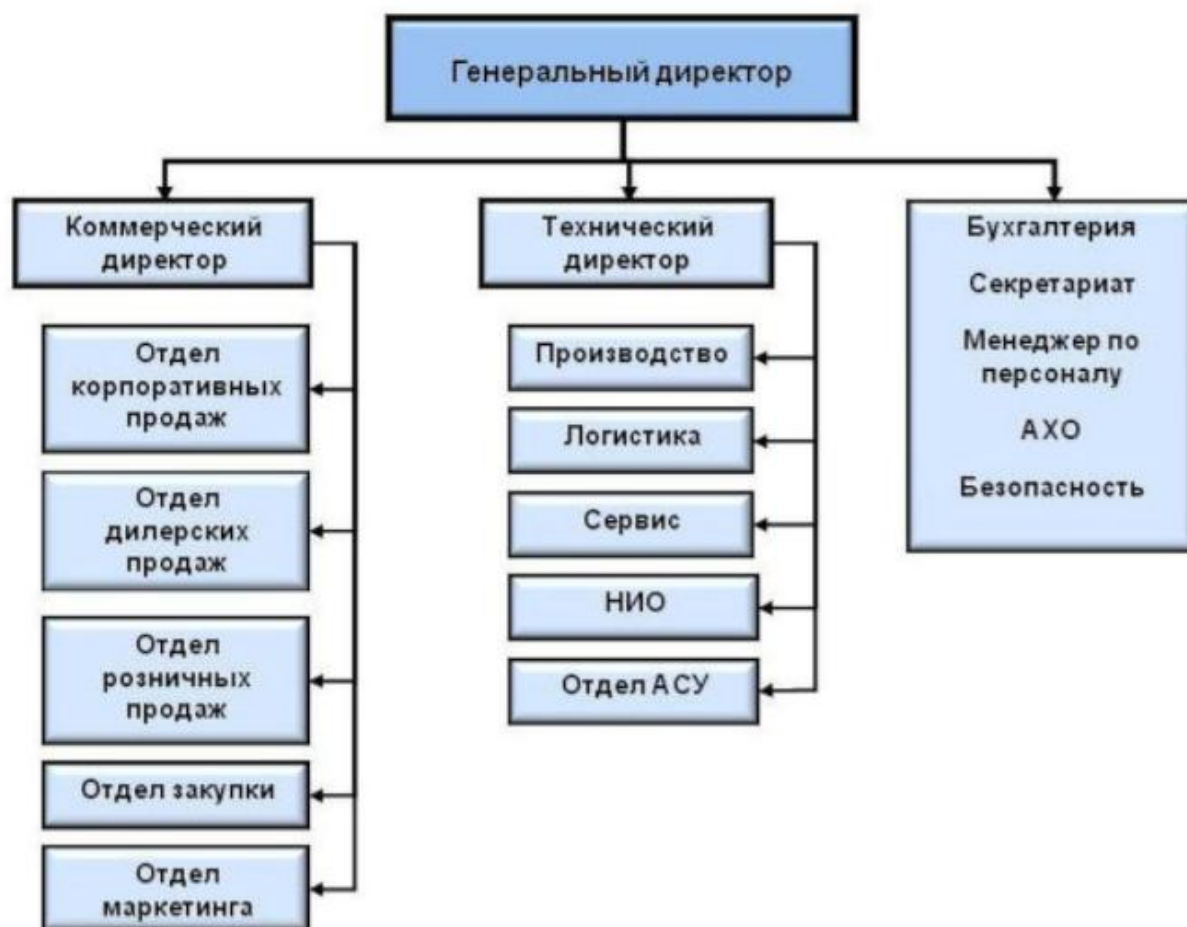 Генеральный директор
Коммерческий
директор
Отдел
корпоративных
продаж
Отдел
дилерских
продаж
Отдел
розничных
продаж
Отдел закупки
Отдел
маркетинга
Технический
директор
Производство
Логистика
Сервис
НИО
Отдел АСУ
Бухгалтерия
Секретариат
Менеджер по
персоналу
АХО
Безопасность